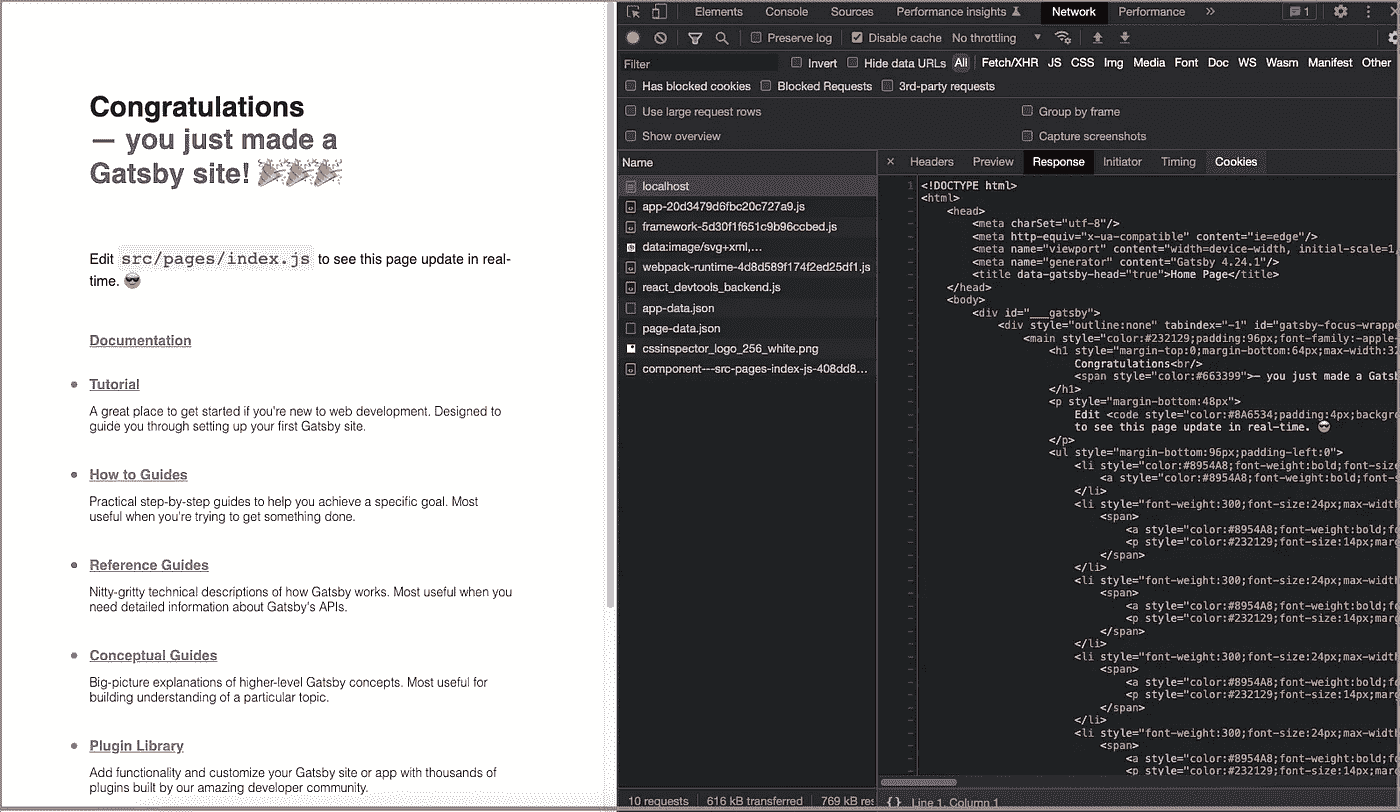 Congratulations
— you just made a
Gatsby site! 🎉🎉🎉
Edit src/pages/index.js to see this page update in real-
time. 😎
Documentation
Tutorial
A great place to get started if you're new to web development. Designed to
guide you through setting up your first Gatsby site.
How to Guides
Practical step-by-step guides to help you achieve a specific goal. Most
useful when you're trying to get something done.
Reference Guides
Nitty-gritty technical descriptions of how Gatsby works. Most useful when you
need detailed information about Gatsby's APIs.
Conceptual Guides
Big-picture explanations of higher-level Gatsby concepts. Most useful for
building understanding of a particular topic.
Plugin Library
Add functionality and customize your Gatsby site or app with thousands of
plugins built by our amazing developer community.
Elements Console Sources Performance insights Network Performance » 1
Preserve log Disable cache No throttling
Filter Invert Hide data URLs All Fetch/XHR JS CSS Img Media Font Doc WS Wasm Manifest Other
Has blocked cookies Blocked Requests 3rd-party requests
Use large request rows Group by frame
Show overview Capture screenshots
Name
localhost
app-20d3479d6fbc20c727a9.js
framework-5d30f1f651c9b96ccbed.js
data:image/svg+xml,...
webpack-runtime-4d8d589f174f2ed25df1.js
react_devtools_backend.js
app-data.json
page-data.json
cssinspector_logo_256_white.png
component---src-pages-index-js-408dd8...
10 requests 616 kB transferred 769 kB res
× Headers Preview Response Initiator Timing Cookies
1 <!DOCTYPE html>
<html>
<head>
<meta charSet="utf-8"/>
<meta http-equiv="x-ua-compatible" content="ie=edge"/>
<meta name="viewport" content="width=device-width, initial-scale=1,
<meta name="generator" content="Gatsby 4.24.1"/>
<title data-gatsby-head="true">Home Page</title>
</head>
<body>
<div id="___gatsby">
<div style="outline:none" tabindex="-1" id="gatsby-focus-wrappe
<main style="color:#232129;padding:96px;font-family:-apple-
<h1 style="margin-top:0;margin-bottom:64px;max-width:32
Congratulations<br/>
<span style="color:#663399">— you just made a Gatsb
</h1>
<p style="margin-bottom:48px">
Edit <code style="color:#8A6534;padding:4px;backgro
to see this page update in real-time. 😎
</p>
<ul style="margin-bottom:96px;padding-left:0">
<li style="color:#8954A8;font-weight:bold;font-size
<a style="color:#8954A8;font-weight:bold;font-s
</li>
<li style="font-weight:300;font-size:24px;max-width
<span>
<a style="color:#8954A8;font-weight:bold;fo
<p style="color:#232129;font-size:14px;marg
</span>
</li>
<li style="font-weight:300;font-size:24px;max-width
<span>
<a style="color:#8954A8;font-weight:bold;fo
<p style="color:#232129;font-size:14px;marg
</span>
</li>
<li style="font-weight:300;font-size:24px;max-width
<span>
<a style="color:#8954A8;font-weight:bold;fo
<p style="color:#232129;font-size:14px;marg
</span>
</li>
<li style="font-weight:300;font-size:24px;max-width
<span>
<a style="color:#8954A8;font-weight:bold;fo
<p style="color:#232129;font-size:14px;marg
{} Line 1, Column 1